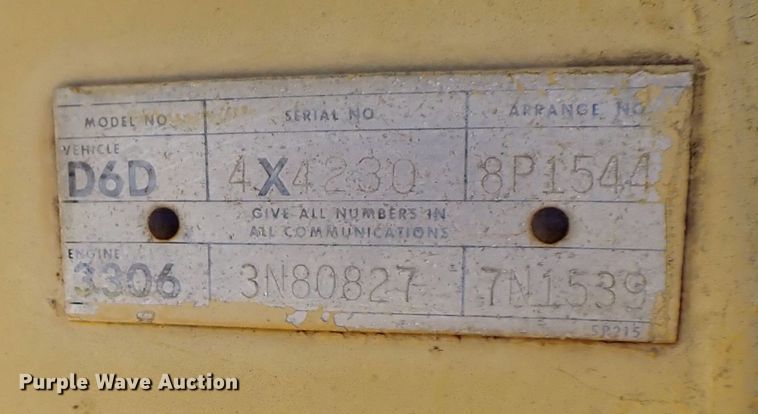 MODEL NO SERIAL NO ARRANGE NO
VEHICLE
D6D 4X4230 8P1544
GIVE ALL NUMBERS IN
ALL COMMUNICATIONS
ENGINE
3306 3N80827 7N1539
5P215
Purple Wave Auction